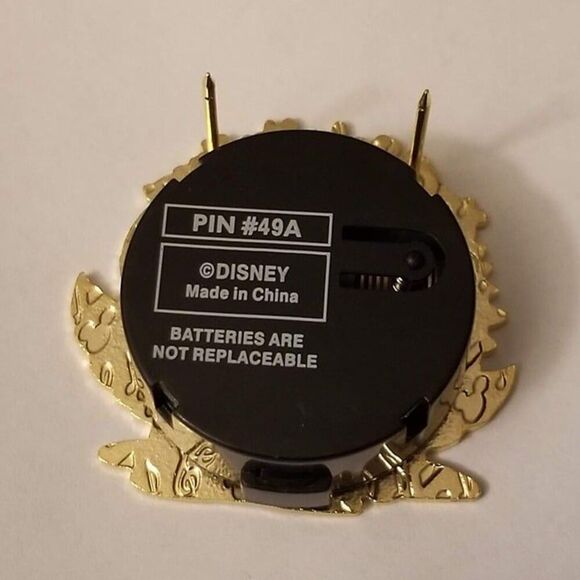 PIN #49A
©DISNEY
Made in China
BATTERIES ARE
NOT REPLACEABLE